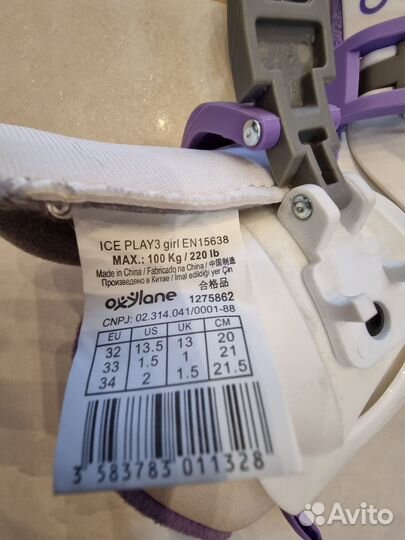 ICE PLAY3 girl EN15638
MAX.: 100 Kg / 220 lb
Made in China / Fabricado na China / 中国制造
Произведено в Китае / Imal edildiği yer Çin
合格品
oxylane 1275862
CNPJ: 02.314.041/0001-88
EU US UK CM
32 13.5 13 20
33 1.5 1 21
34 2 1.5 21.5
3 583783 011328
Avito